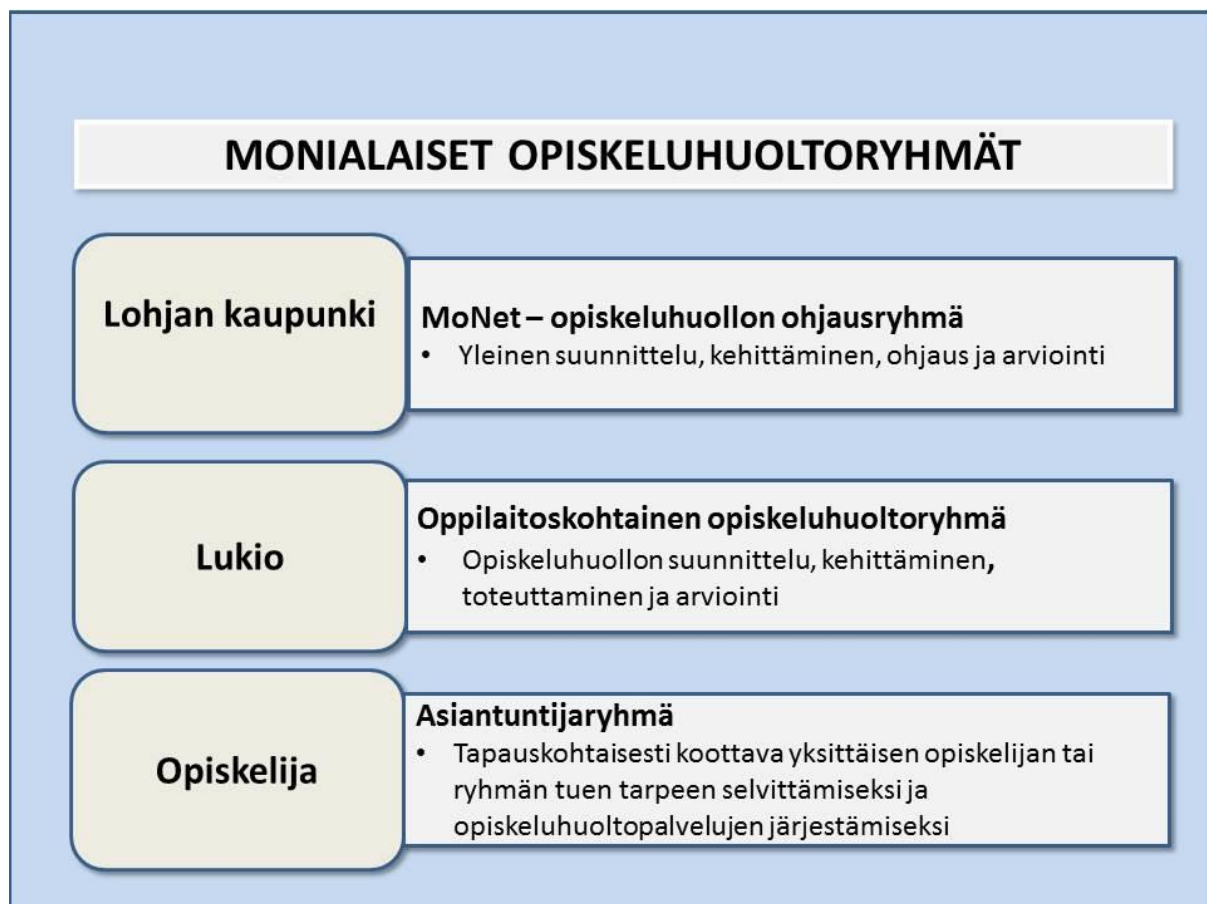 MONIALAISET OPISKELUHUOLTORYHMÄT
Lohjan kaupunki
MoNet – opiskeluhuollon ohjausryhmä
• Yleinen suunnittelu, kehittäminen, ohjaus ja arviointi
Lukio
Oppilaitoskohtainen opiskeluhuoltoryhmä
• Opiskeluhuollon suunnittelu, kehittäminen,
toteuttaminen ja arviointi
Opiskelija
Asiantuntijaryhmä
• Tapauskohtaisesti koottava yksittäisen opiskelijan tai
ryhmän tuen tarpeen selvittämiseksi ja
opiskeluhuoltopalvelujen järjestämiseksi